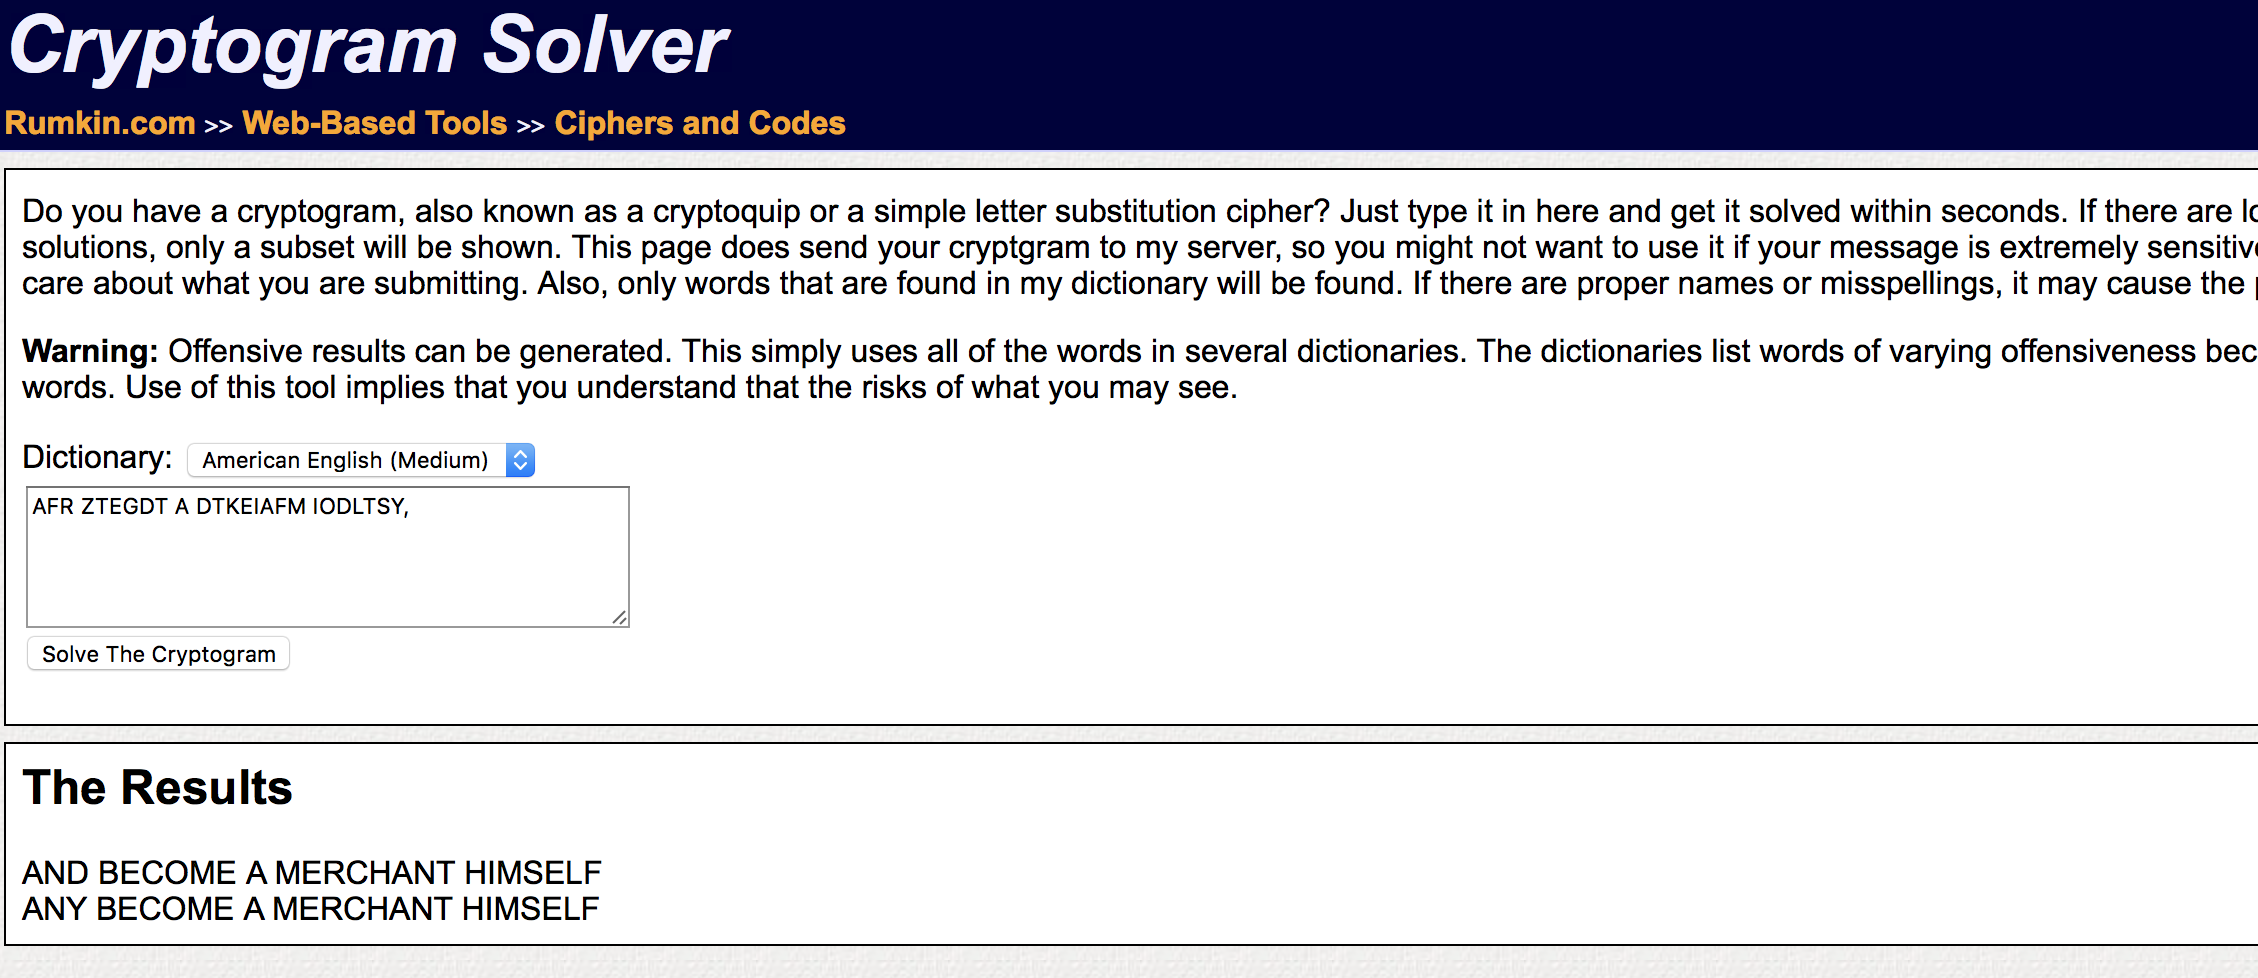 Cryptogram Solver
Rumkin.com >> Web-Based Tools >> Ciphers and Codes
Do you have a cryptogram, also known as a cryptoquip or a simple letter substitution cipher? Just type it in here and get it solved within seconds. If there are
solutions, only a subset will be shown. This page does send your cryptgram to my server, so you might not want to use it if your message is extremely
care about what you are submitting. Also, only words that are found in my dictionary will be found. If there are proper names or misspellings, it may cause the
Warning: Offensive results can be generated. This simply uses all of the words in several dictionaries. The dictionaries list words of varying offensiveness
words. Use of this tool implies that you understand that the risks of what you may see.
Dictionary: American English (Medium)
AFR ZTEGDT A DTKEIAFM IODLTSY,
Solve The Cryptogram
The Results
AND BECOME A MERCHANT HIMSELF
ANY BECOME A MERCHANT HIMSELF